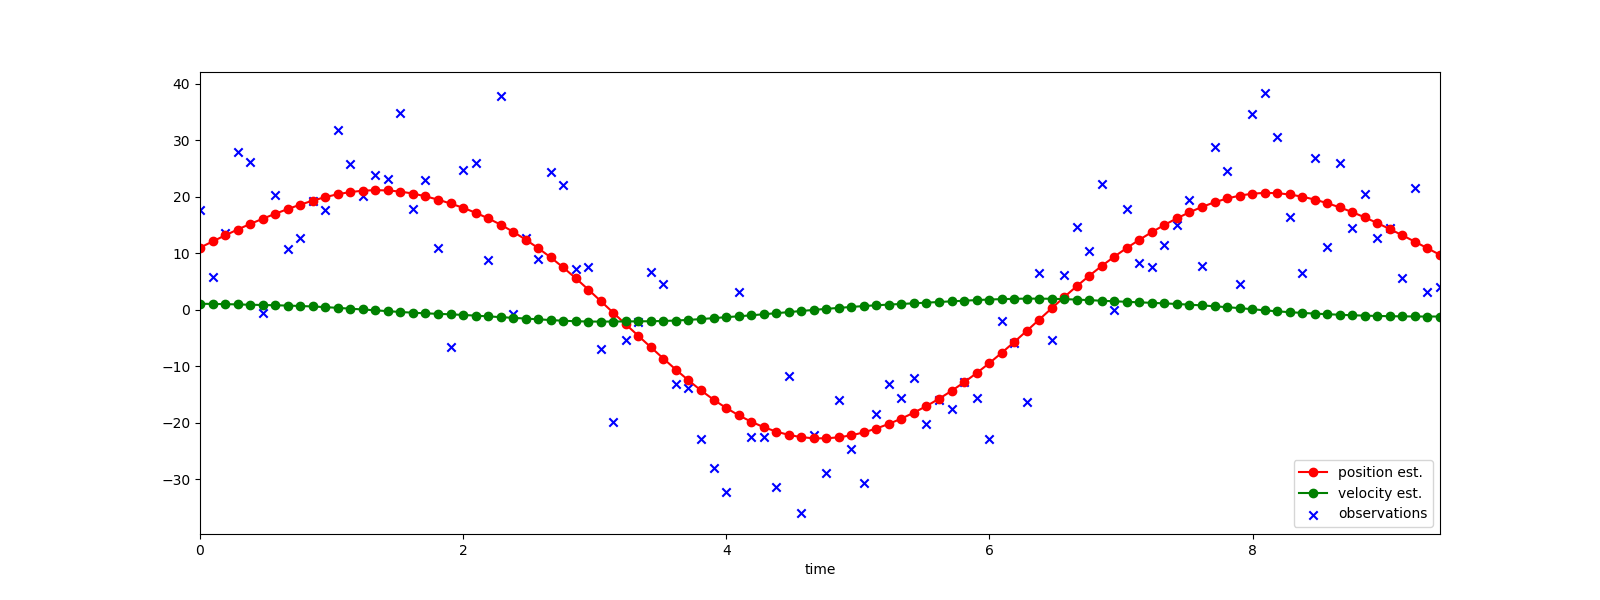 40
30
20
10
0
−10
−20
−30
0 2 4 6 8
time
position est.
velocity est.
observations